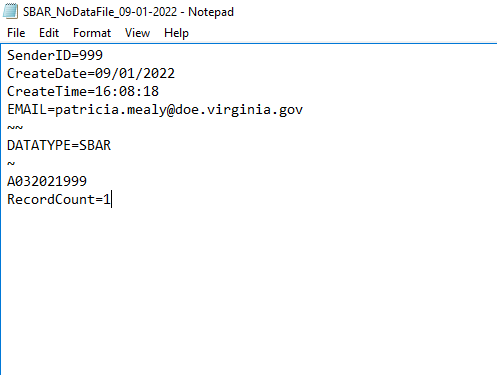 SBAR_NoDataFile_09-01-2022 - Notepad
File Edit Format View Help
SenderID=999
CreateDate=09/01/2022
CreateTime=16:08:18
EMAIL=patricia.mealy@doe.virginia.gov
~~
DATATYPE=SBAR
~
A032021999
RecordCount=1